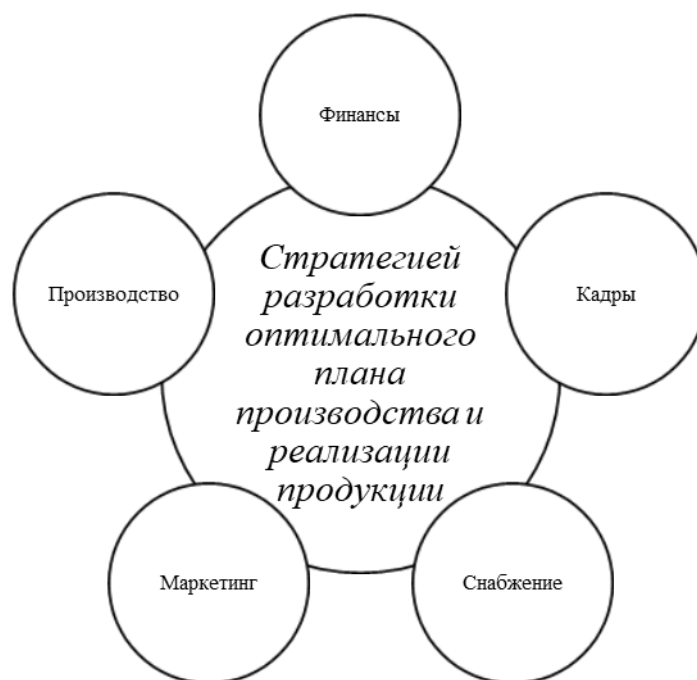 Финансы
Производство
Кадры
Стратегией
разработки
оптимального
плана
производства и
реализации
продукции
Маркетинг
Снабжение